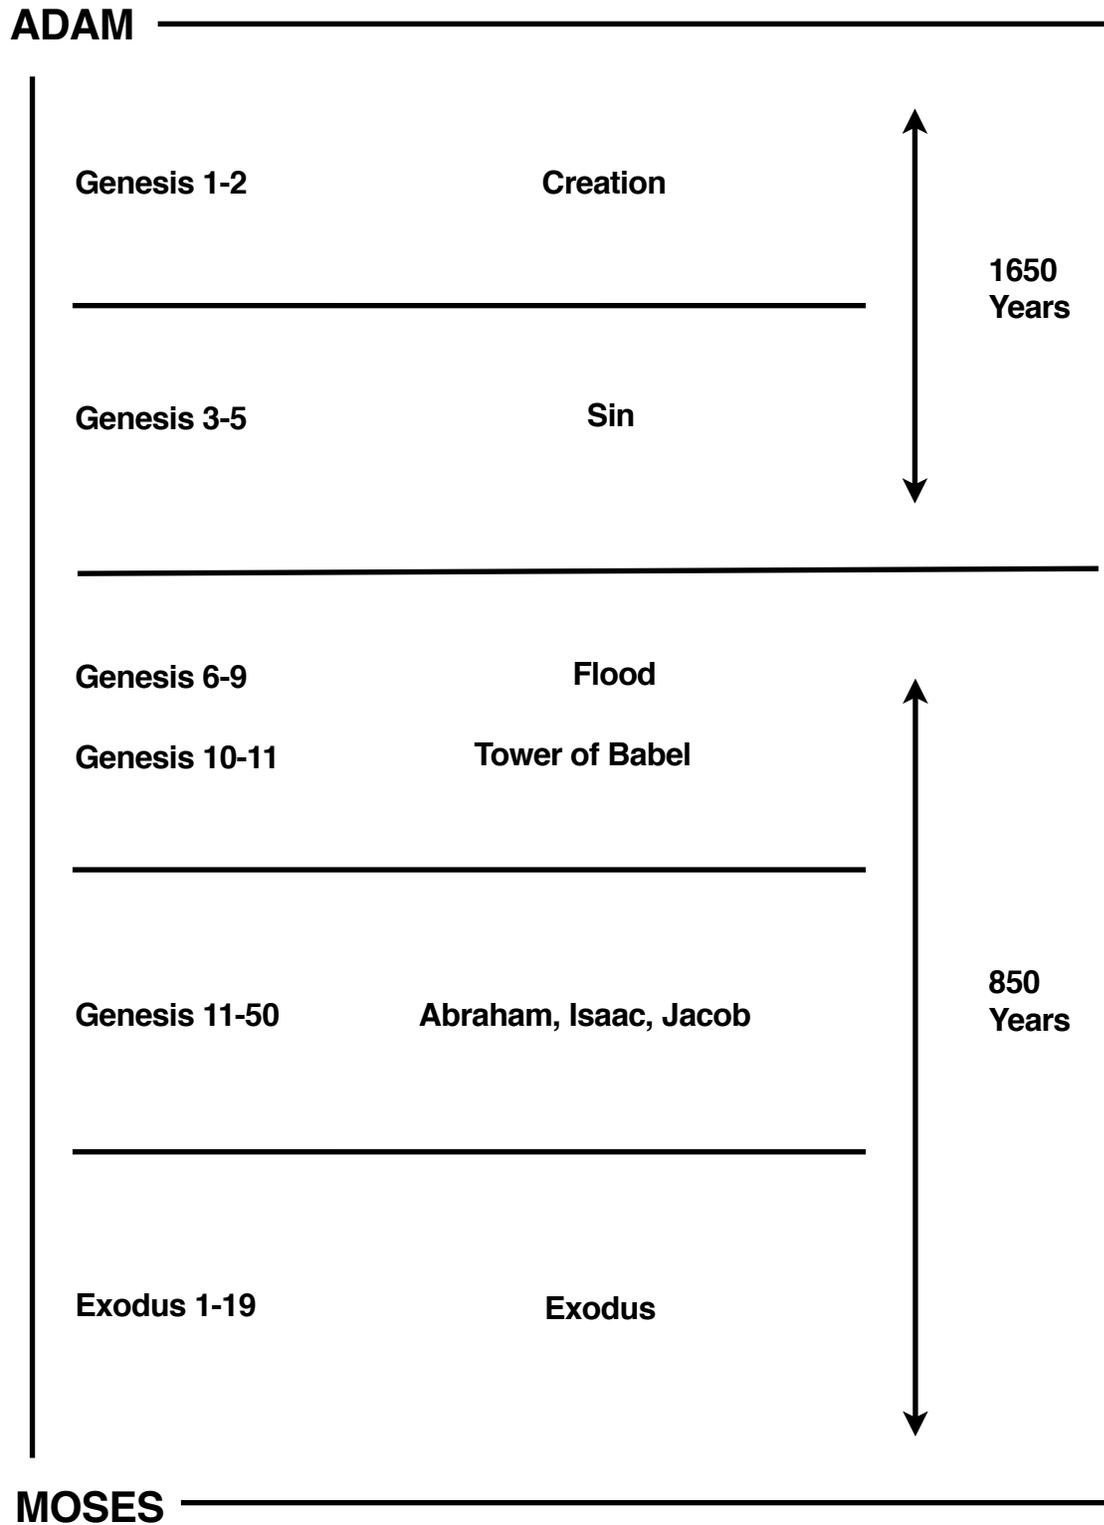 ADAM
Genesis 1-2 Creation
1650
Years
Genesis 3-5 Sin
Genesis 6-9 Flood
Genesis 10-11 Tower of Babel
850
Years
Genesis 11-50 Abraham, Isaac, Jacob
Exodus 1-19 Exodus
MOSES